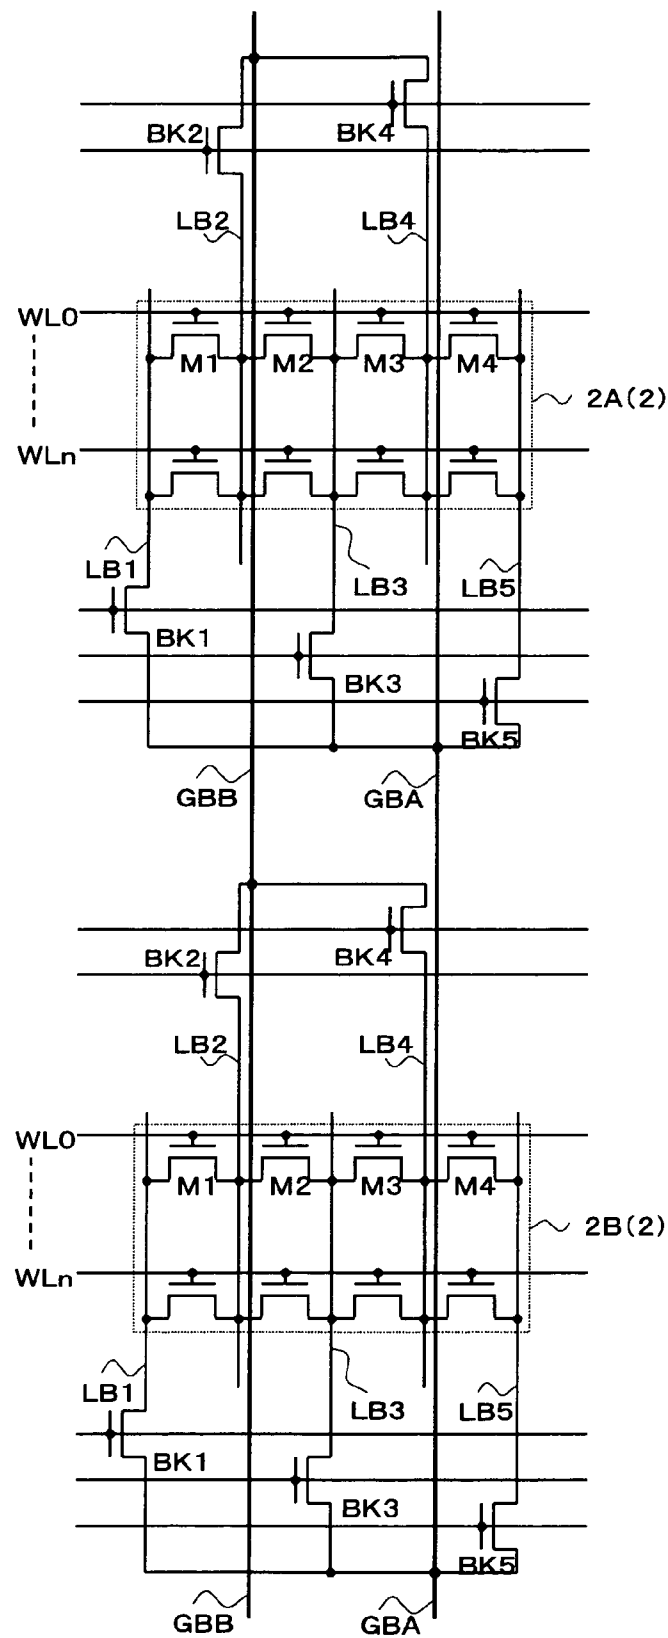 BK2 BK4
LB2 LB4
WL0
M1 M2 M3 M4
2A(2)
WLn
LB1 LB3 LB5
BK1
BK3
BK5
GBB GBA
BK2 BK4
LB2 LB4
WL0
M1 M2 M3 M4
2B(2)
WLn
LB1 LB3 LB5
BK1
BK3
BK5
GBB GBA